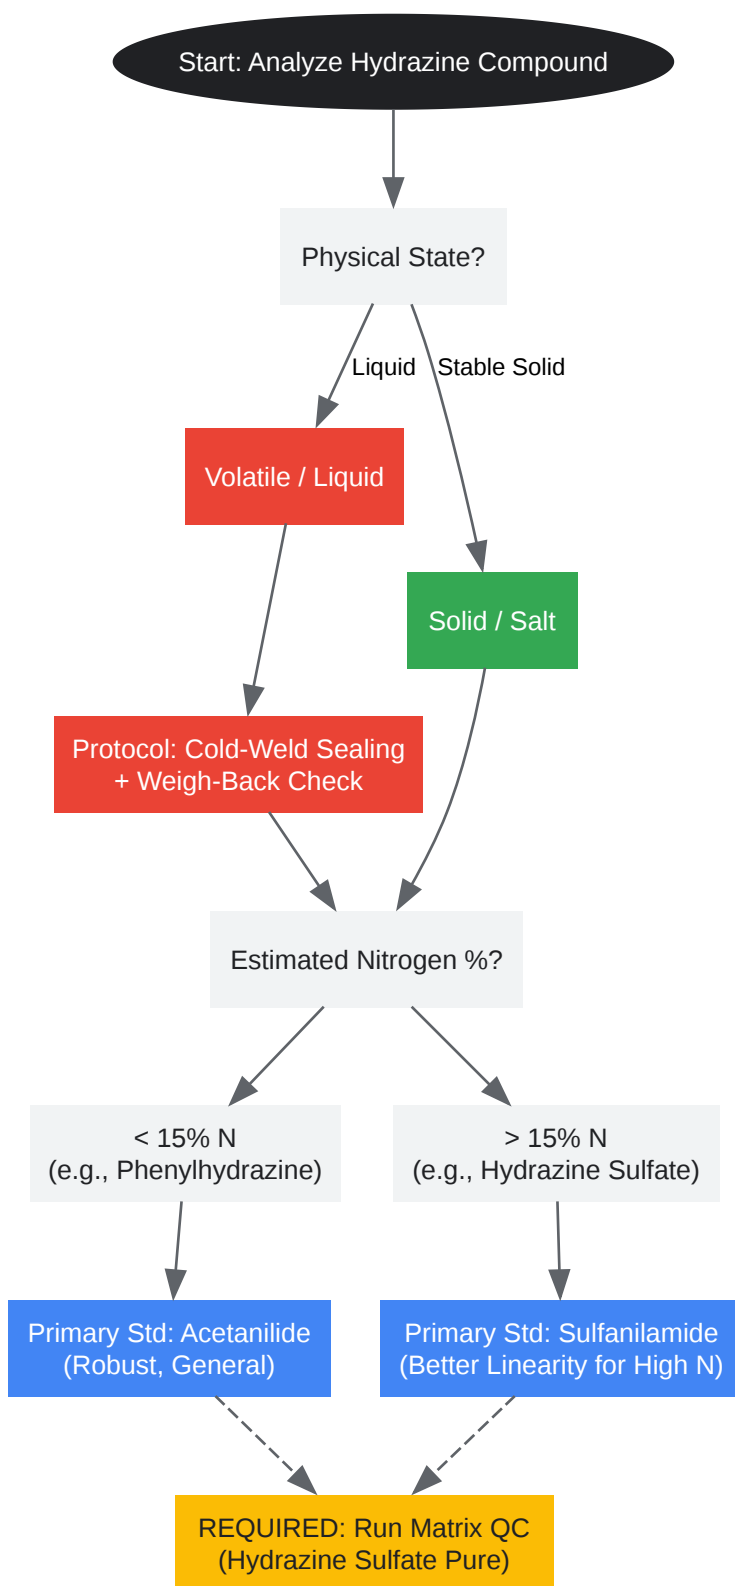 Start: Analyze Hydrazine Compound
Physical State?
Liquid
Stable Solid
Volatile / Liquid
Solid / Salt
Protocol: Cold-Weld Sealing
+ Weigh-Back Check
Estimated Nitrogen %?
< 15% N
(e.g., Phenylhydrazine)
> 15% N
(e.g., Hydrazine Sulfate)
Primary Std: Acetanilide
(Robust, General)
Primary Std: Sulfanilamide
(Better Linearity for High N)
REQUIRED: Run Matrix QC
(Hydrazine Sulfate Pure)